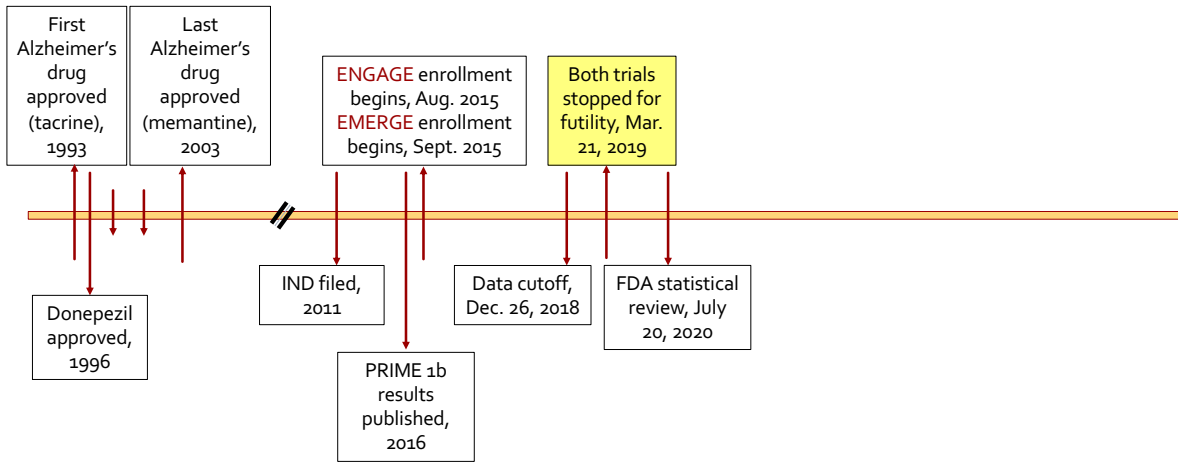 First
Alzheimer's
drug
approved
(tacrine),
1993
Last
Alzheimer's
drug
approved
(memantine),
2003
ENGAGE enrollment
begins, Aug. 2015
EMERGE enrollment
begins, Sept. 2015
Both trials
stopped for
futility, Mar.
21, 2019
Donepezil
approved,
1996
IND filed,
2011
PRIME 1b
results
published,
2016
Data cutoff,
Dec. 26, 2018
FDA statistical
review, July
20, 2020